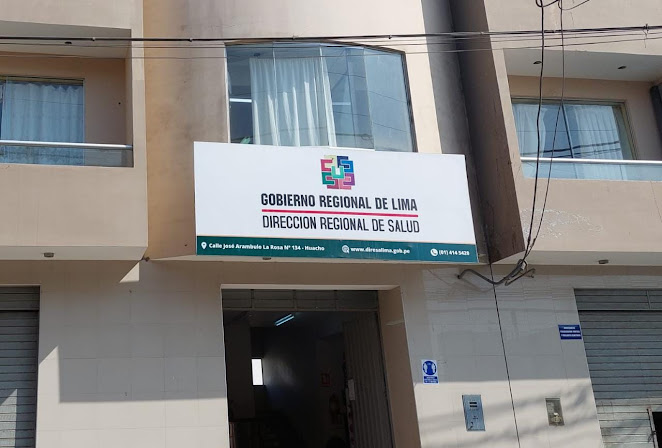 GOBIERNO REGIONAL DE LIMA
DIRECCION REGIONAL DE SALUD
Calle José Arambulo La Rosa N° 134 - Huacho
www.diresalima.gob.pe
(01) 414 5429